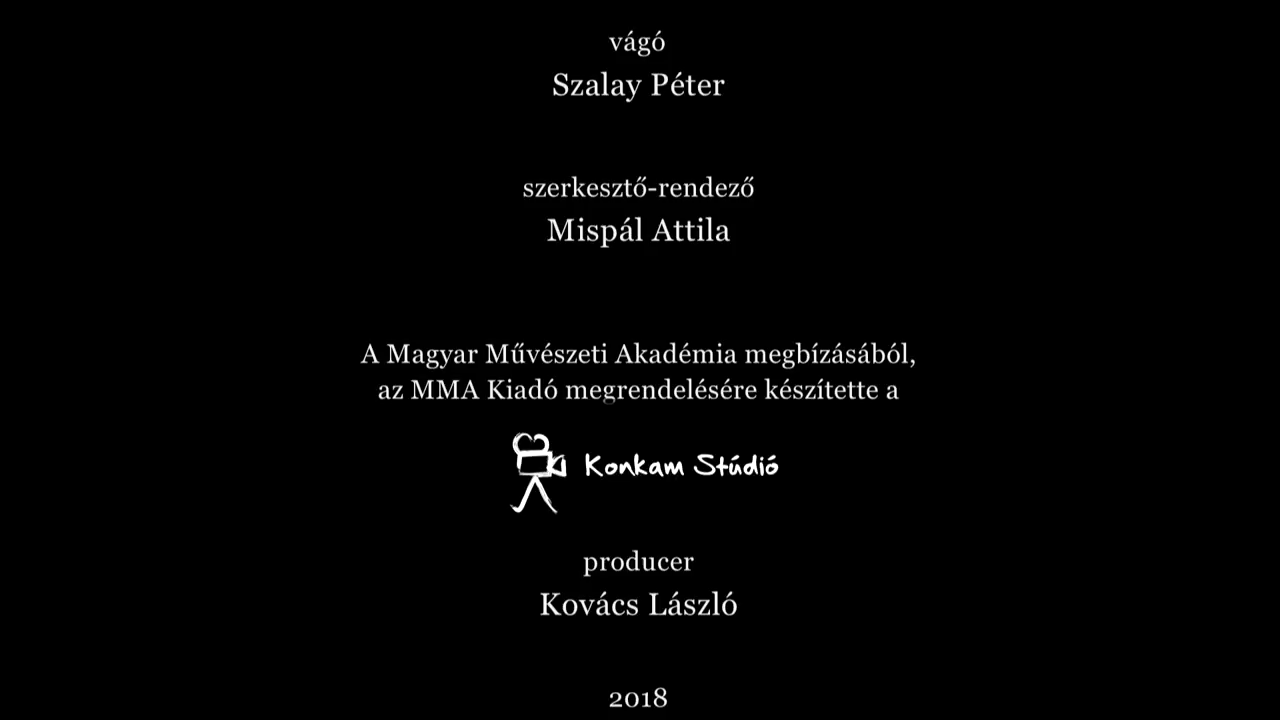 vágó
Szalay Péter
szerkesztő-rendező
Mispál Attila
A Magyar Művészeti Akadémia megbízásából,
az MMA Kiadó megrendelésére készítette a
Konkam Stúdió
producer
Kovács László
2018